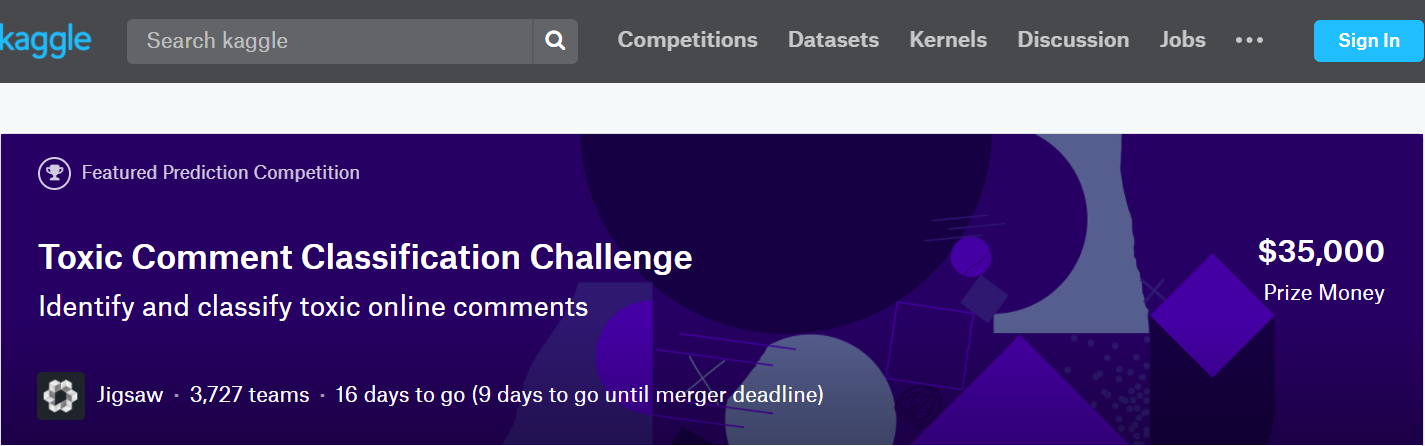 kaggle Search kaggle Competitions Datasets Kernels Discussion Jobs Sign In
Featured Prediction Competition
Toxic Comment Classification Challenge
Identify and classify toxic online comments
$35,000
Prize Money
Jigsaw · 3,727 teams · 16 days to go (9 days to go until merger deadline)